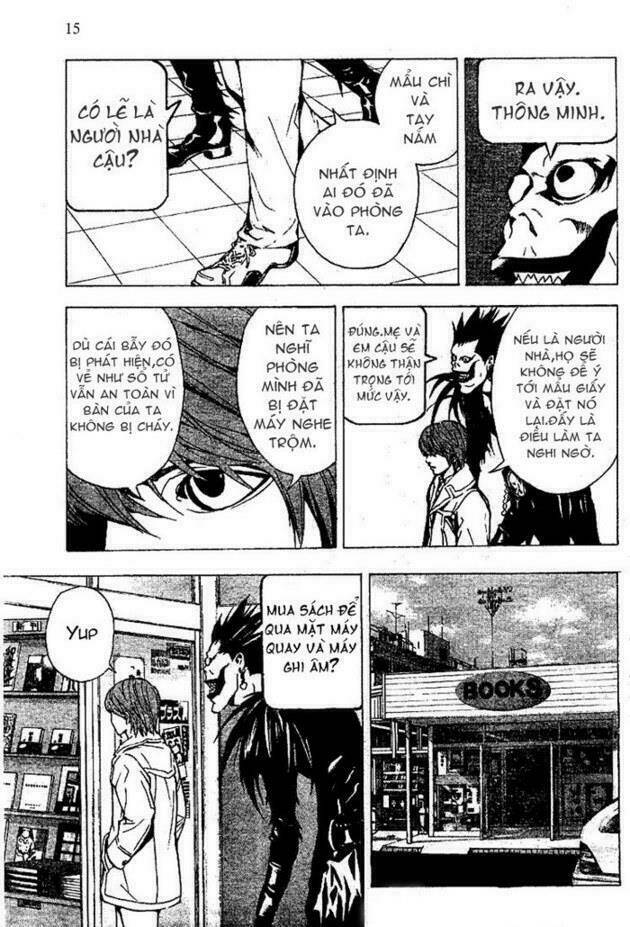 15
RA VẬY.
THÔNG MINH.
MẨU CHÌ
VÀ
TAY
NẮM
NHẤT ĐỊNH
AI ĐÓ ĐÃ
VÀO PHÒNG
TA.
CÓ LẼ LÀ
NGƯỜI NHÀ
CẬU?
NẾU LÀ NGƯỜI
NHÀ,HỌ SẼ
KHÔNG ĐỂ Ý
TỚI MẨU GIẤY
VÀ ĐẶT NÓ
LẠI.ĐẤY LÀ
ĐIỀU LÀM TA
NGHI NGỜ.
ĐÚNG.MẸ VÀ
EM CẬU SẼ
KHÔNG THẬN
TRỌNG TỚI
MỨC VẬY.
NÊN TA
NGHĨ
PHÒNG
MÌNH ĐÃ
BỊ ĐẶT
MÁY NGHE
TRỘM.
DÙ CÁI BẪY ĐÓ
BỊ PHÁT HIỆN,CÓ
VẺ NHƯ SỔ TỬ
VẪN AN TOÀN VÌ
BÀN CỦA TA
KHÔNG BỊ CHÁY.
BOOKS
MUA SÁCH ĐỂ
QUA MẶT MÁY
QUAY VÀ MÁY
GHI ÂM?
YUP
新刊